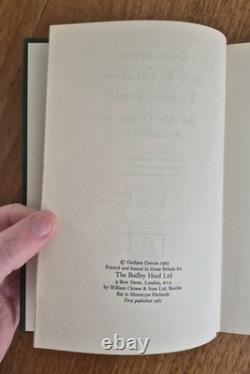 © Graham Greene 1967
Printed and bound in Great Britain for
The Bodley Head Ltd
9 Bow Street, London, WC2
by William Clowes & Sons Ltd, Beccles
Set in Monotype Ehrhardt
First published 1967
ebay